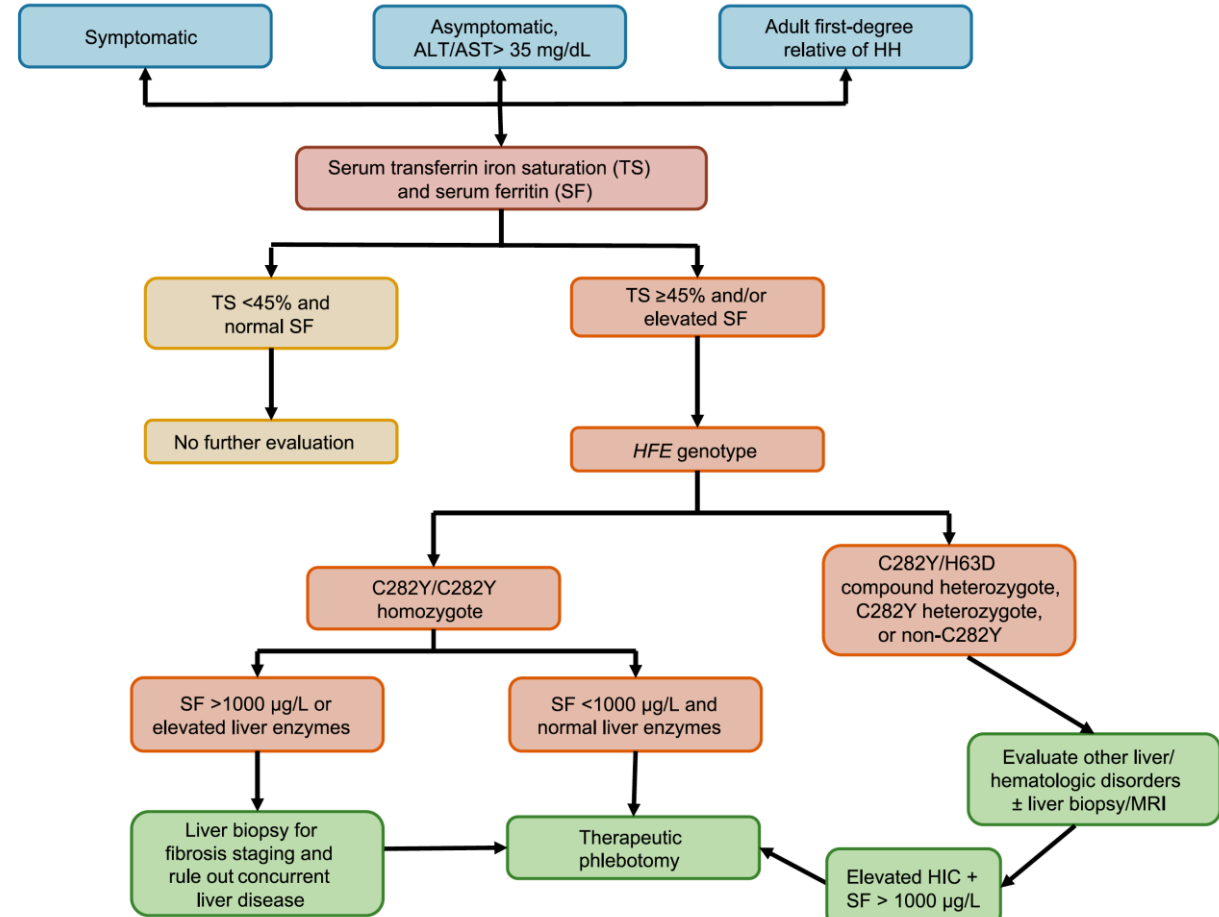 Symptomatic
Asymptomatic,
ALT/AST> 35 mg/dL
Adult first-degree
relative of HH
Serum transferrin iron saturation (TS)
and serum ferritin (SF)
TS <45% and
normal SF
TS ≥45% and/or
elevated SF
No further evaluation
HFE genotype
C282Y/C282Y
homozygote
C282Y/H63D
compound heterozygote,
C282Y heterozygote,
or non-C282Y
SF >1000 µg/L or
elevated liver enzymes
SF <1000 µg/L and
normal liver enzymes
Evaluate other liver/
hematologic disorders
± liver biopsy/MRI
Liver biopsy for
fibrosis staging and
rule out concurrent
liver disease
Therapeutic
phlebotomy
Elevated HIC +
SF > 1000 µg/L